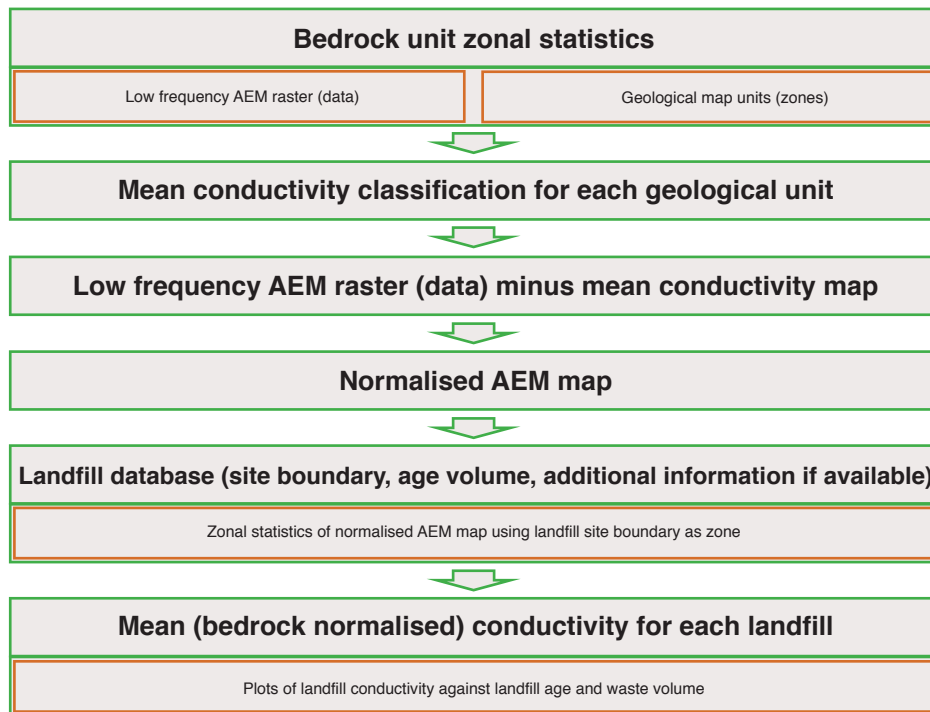 Bedrock unit zonal statistics
Low frequency AEM raster (data)
Geological map units (zones)
Mean conductivity classification for each geological unit
Low frequency AEM raster (data) minus mean conductivity map
Normalised AEM map
Landfill database (site boundary, age volume, additional information if available)
Zonal statistics of normalised AEM map using landfill site boundary as zone
Mean (bedrock normalised) conductivity for each landfill
Plots of landfill conductivity against landfill age and waste volume